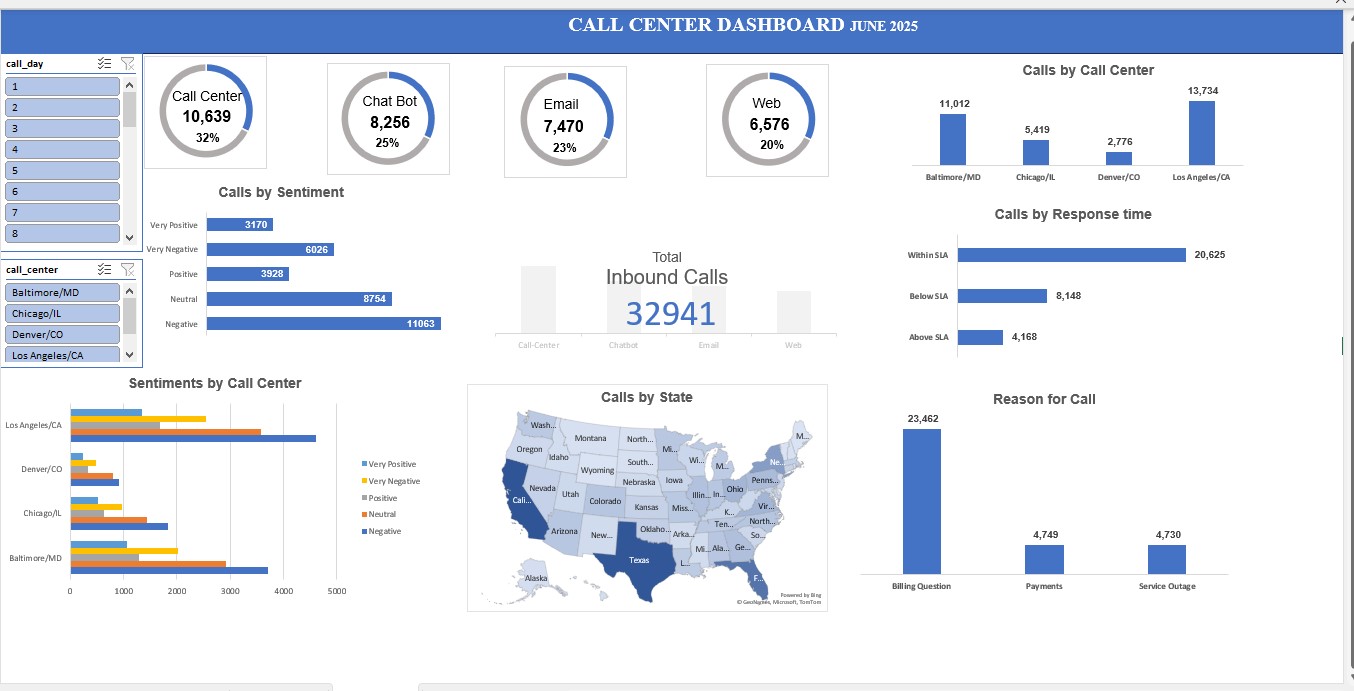 CALL CENTER DASHBOARD JUNE 2025
call_day
1
2
3
4
5
6
7
8
call_center
Baltimore/MD
Chicago/IL
Denver/CO
Los Angeles/CA
Call Center
10,639
32%
Chat Bot
8,256
25%
Email
7,470
23%
Web
6,576
20%
Calls by Call Center
11,012
5,419
2,776
13,734
Baltimore/MD
Chicago/IL
Denver/CO
Los Angeles/CA
Calls by Sentiment
Very Positive 3170
Very Negative 6026
Positive 3928
Neutral 8754
Negative 11063
Total
Inbound Calls
32941
Call-Center
Chatbot
Email
Web
Calls by Response time
Within SLA 20,625
Below SLA 8,148
Above SLA 4,168
Sentiments by Call Center
Los Angeles/CA
Denver/CO
Chicago/IL
Baltimore/MD
0 1000 2000 3000 4000 5000
Very Positive
Very Negative
Positive
Neutral
Negative
Calls by State
Wash...
Montana
North...
Mi...
M...
Oregon
Idaho
Wyoming
South...
Wi...
M...
Ne...
Nevada
Utah
Colorado
Nebraska
Iowa
Illin...
In...
Ohio
Penns...
Cali...
Kansas
Miss...
K...
Vir...
Arizona
New...
Oklaho...
Arka...
Ten...
North...
So...
Texas
L...
Mi...
Ala...
Ge...
F...
Alaska
Powered by Bing
© GeoNames, Microsoft, TomTom
Reason for Call
23,462
4,749
4,730
Billing Question
Payments
Service Outage